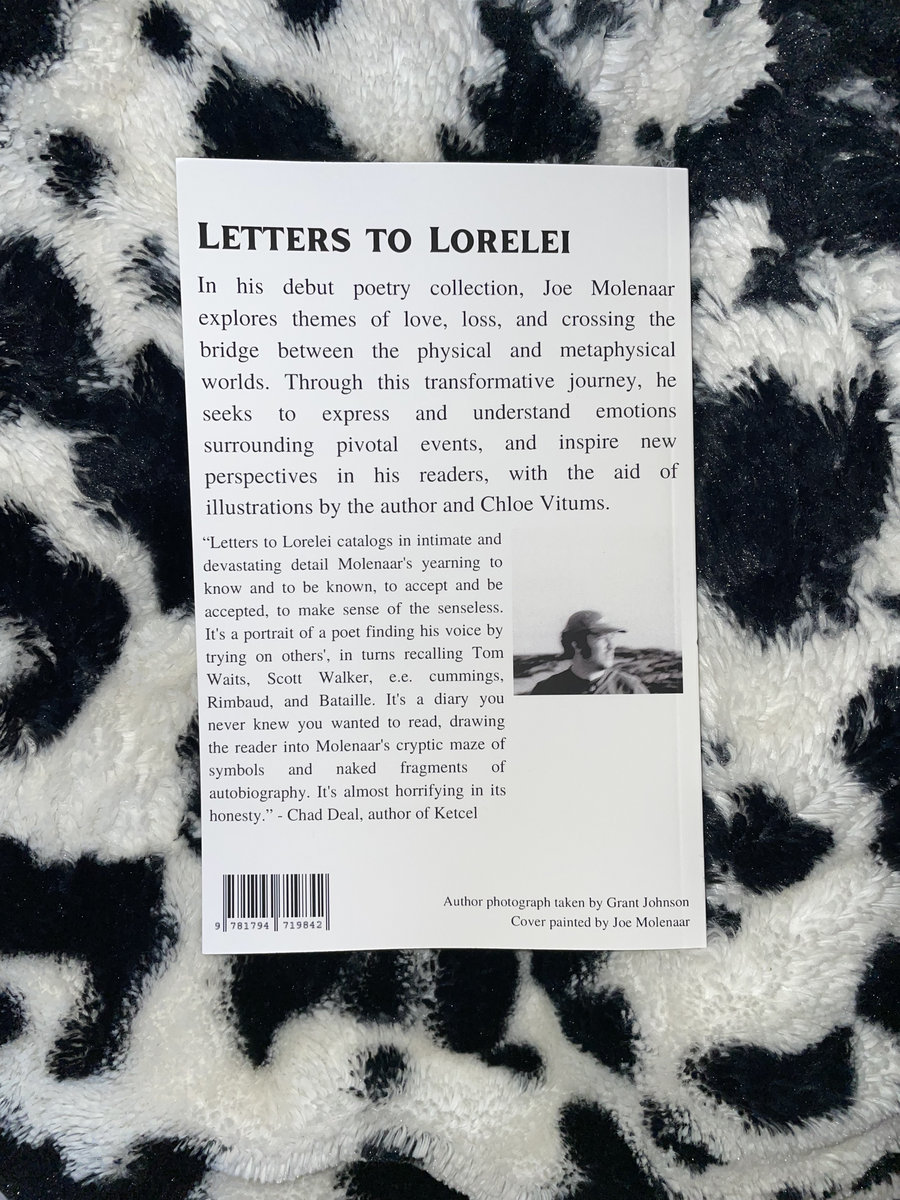 LETTERS TO LORELEI
In his debut poetry collection, Joe Molenaar
explores themes of love, loss, and crossing the
bridge between the physical and metaphysical
worlds. Through this transformative journey, he
seeks to express and understand emotions
surrounding pivotal events, and inspire new
perspectives in his readers, with the aid of
illustrations by the author and Chloe Vitums.
“Letters to Lorelei catalogs in intimate and
devastating detail Molenaar's yearning to
know and to be known, to accept and be
accepted, to make sense of the senseless.
It's a portrait of a poet finding his voice by
trying on others', in turns recalling Tom
Waits, Scott Walker, e.e. cummings,
Rimbaud, and Bataille. It's a diary you
never knew you wanted to read, drawing
the reader into Molenaar's cryptic maze of
symbols and naked fragments of
autobiography. It's almost horrifying in its
honesty.” - Chad Deal, author of Ketcel
9 781794 719842
Author photograph taken by Grant Johnson
Cover painted by Joe Molenaar